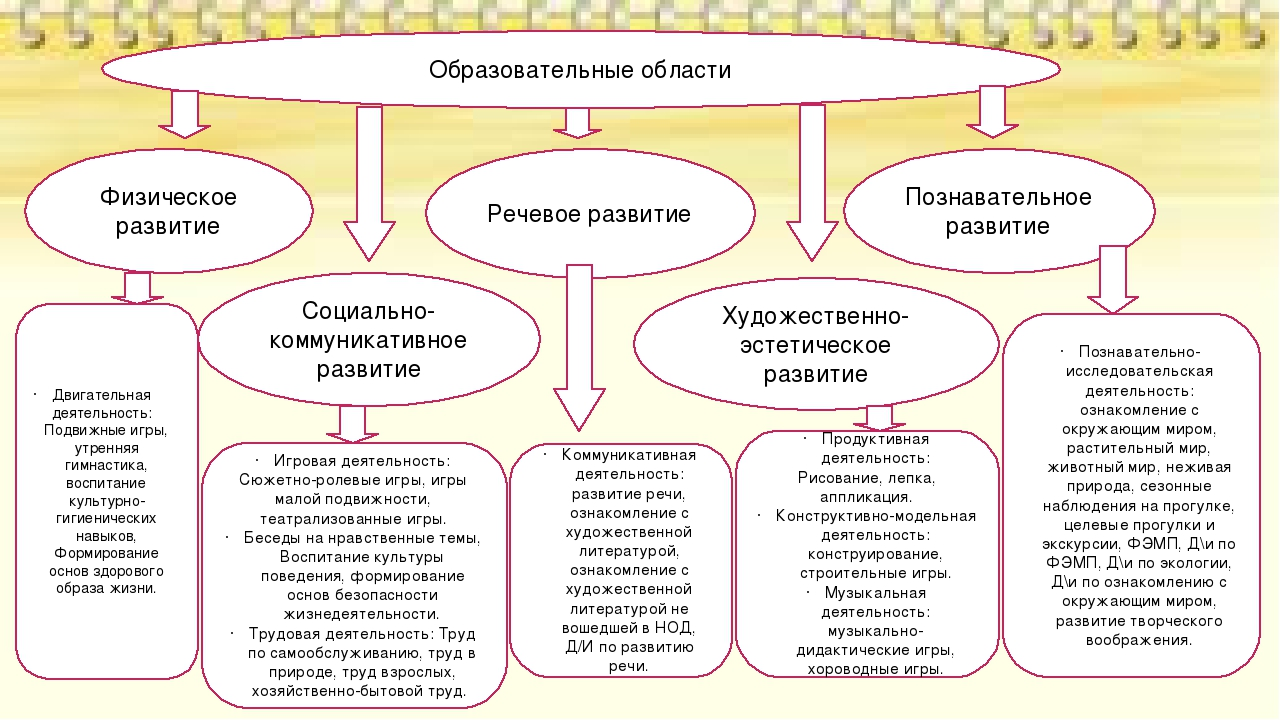 Образовательные области
Физическое
развитие
Речевое развитие
Познавательное
развитие
Социально-
коммуникативное
развитие
Художественно-
эстетическое
развитие
· Двигательная
деятельность:
Подвижные игры,
утренняя
гимнастика,
воспитание
культурно-
гигиенических
навыков,
Формирование
основ здорового
образа жизни.
· Игровая деятельность:
Сюжетно-ролевые игры, игры
малой подвижности,
театрализованные игры.
· Беседы на нравственные темы,
Воспитание культуры
поведения, формирование
основ безопасности
жизнедеятельности.
· Трудовая деятельность: Труд
по самообслуживанию, труд в
природе, труд взрослых,
хозяйственно-бытовой труд.
· Коммуникативная
деятельность:
развитие речи,
ознакомление с
художественной
литературой,
ознакомление с
художественной
литературой не
вошедшей в НОД,
Д/И по развитию
речи.
· Продуктивная
деятельность:
Рисование, лепка,
аппликация.
· Конструктивно-модельная
деятельность:
конструирование,
строительные игры.
· Музыкальная
деятельность:
музыкально-
дидактические игры,
хороводные игры.
· Познавательно-
исследовательская
деятельность:
ознакомление с
окружающим миром,
растительный мир,
животный мир, неживая
природа, сезонные
наблюдения на прогулке,
целевые прогулки и
экскурсии, ФЭМП, Д\и по
ФЭМП, Д\и по экологии,
Д\и по ознакомлению с
окружающим миром,
развитие творческого
воображения.